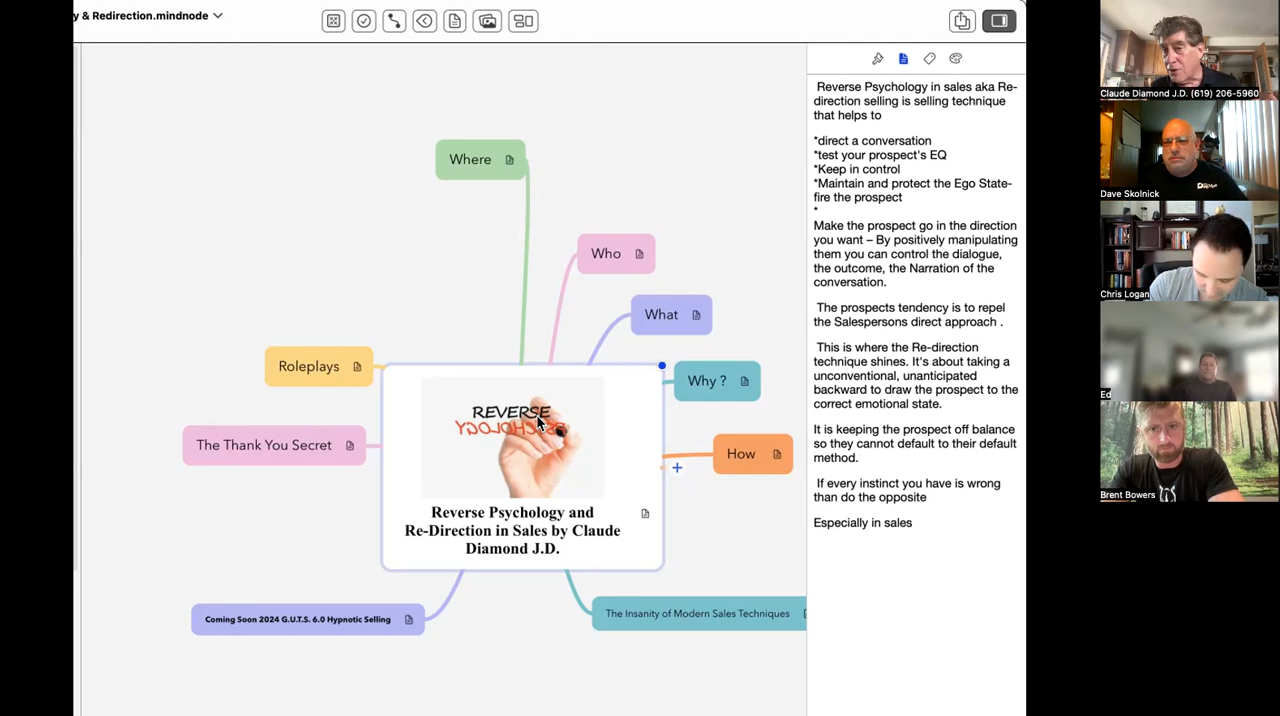 y & Redirection.mindnode
Where
Who
What
Why ?
How
Roleplays
The Thank You Secret
REVERSE
PSYCHOLOGY
Reverse Psychology and
Re-Direction in Sales by Claude
Diamond J.D.
Coming Soon 2024 G.U.T.S. 6.0 Hypnotic Selling
The Insanity of Modern Sales Techniques
Reverse Psychology in sales aka Re-
direction selling is selling technique
that helps to
*direct a conversation
*test your prospect's EQ
*Keep in control
*Maintain and protect the Ego State-
fire the prospect
*
Make the prospect go in the direction
you want – By positively manipulating
them you can control the dialogue,
the outcome, the Narration of the
conversation.
The prospects tendency is to repel
the Salespersons direct approach .
This is where the Re-direction
technique shines. It's about taking a
unconventional, unanticipated
backward to draw the prospect to the
correct emotional state.
It is keeping the prospect off balance
so they cannot default to their default
method.
If every instinct you have is wrong
than do the opposite
Especially in sales
Claude Diamond J.D. (619) 206-5960
Dave Skolnick
Chris Logan
Ed
Brent Bowers